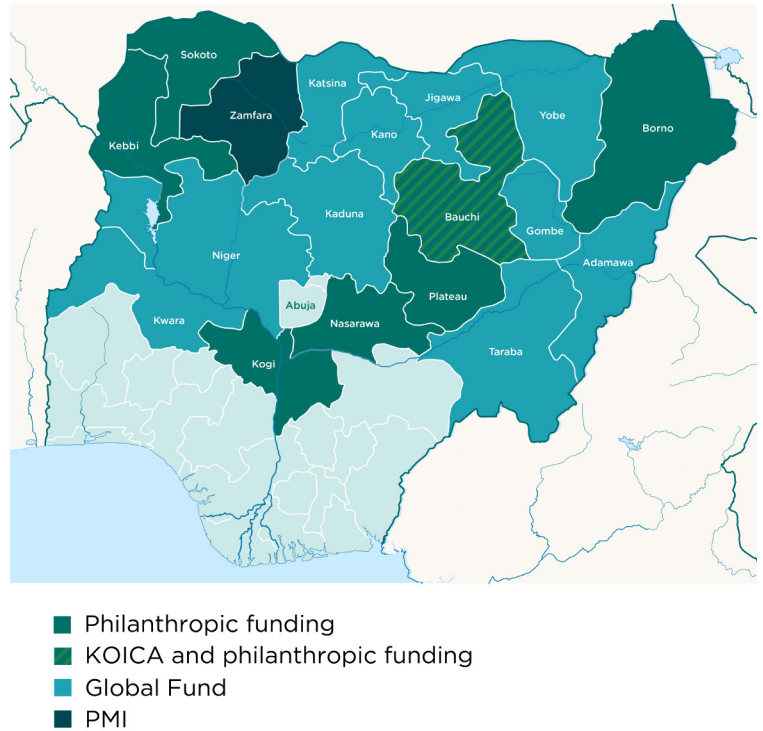 Sokoto
Katsina
Jigawa
Zamfara
Yobe
Kano
Borno
Kebbi
Kaduna
Bauchi
Gombe
Niger
Adamawa
Abuja
Plateau
Kwara
Nasarawa
Taraba
Kogi
Philanthropic funding
KOICA and philanthropic funding
Global Fund
PMI